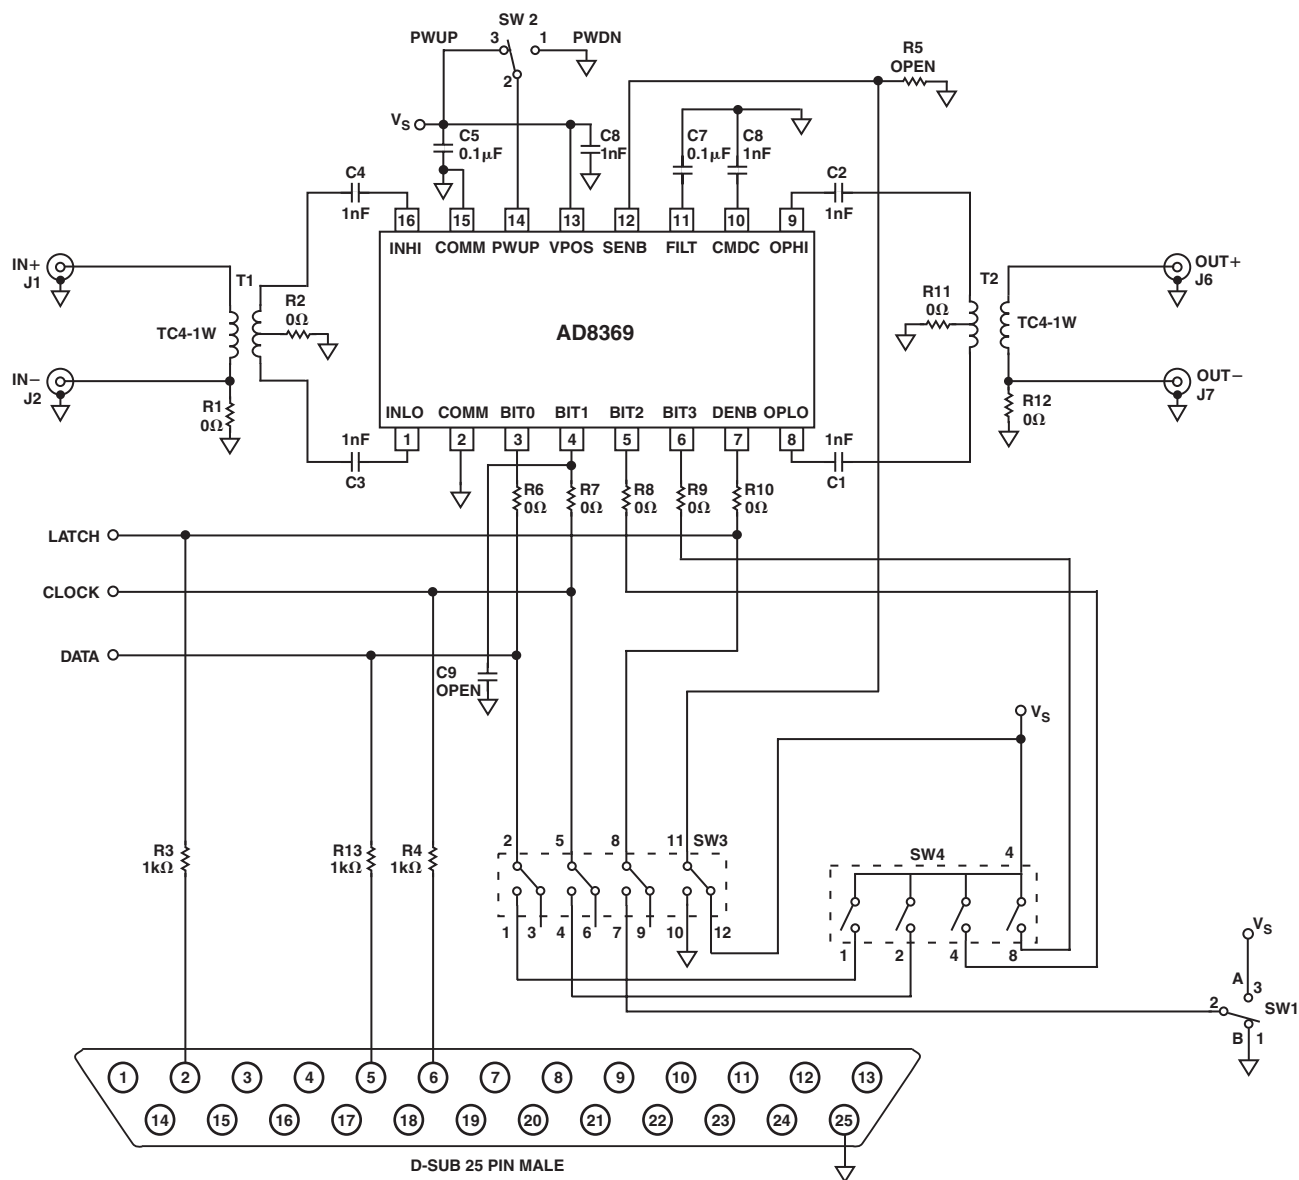 SW 2
PWUP 3 1 PWDN
2
R5
OPEN
VS
C5
0.1µF
C8
1nF
C7
0.1µF
C8
1nF
C4
1nF
C2
1nF
16 15 14 13 12 11 10 9
INHI COMM PWUP VPOS SENB FILT CMDC OPHI
IN+
J1
T1
R2
0Ω
TC4-1W
AD8369
R11
0Ω
T2
TC4-1W
OUT+
J6
IN−
J2
R1
0Ω
OUT−
J7
R12
0Ω
INLO COMM BIT0 BIT1 BIT2 BIT3 DENB OPLO
1 2 3 4 5 6 7 8
1nF
C3
1nF
C1
R6
0Ω
R7
0Ω
R8
0Ω
R9
0Ω
R10
0Ω
LATCH
CLOCK
DATA
C9
OPEN
VS
R3
1kΩ
R13
1kΩ
R4
1kΩ
2 5 8 11 SW3
1 3 4 6 7 9 10 12
SW4 4
1 2 4 8
VS
A 3
2 SW1
B 1
1 2 3 4 5 6 7 8 9 10 11 12 13
14 15 16 17 18 19 20 21 22 23 24 25
D-SUB 25 PIN MALE